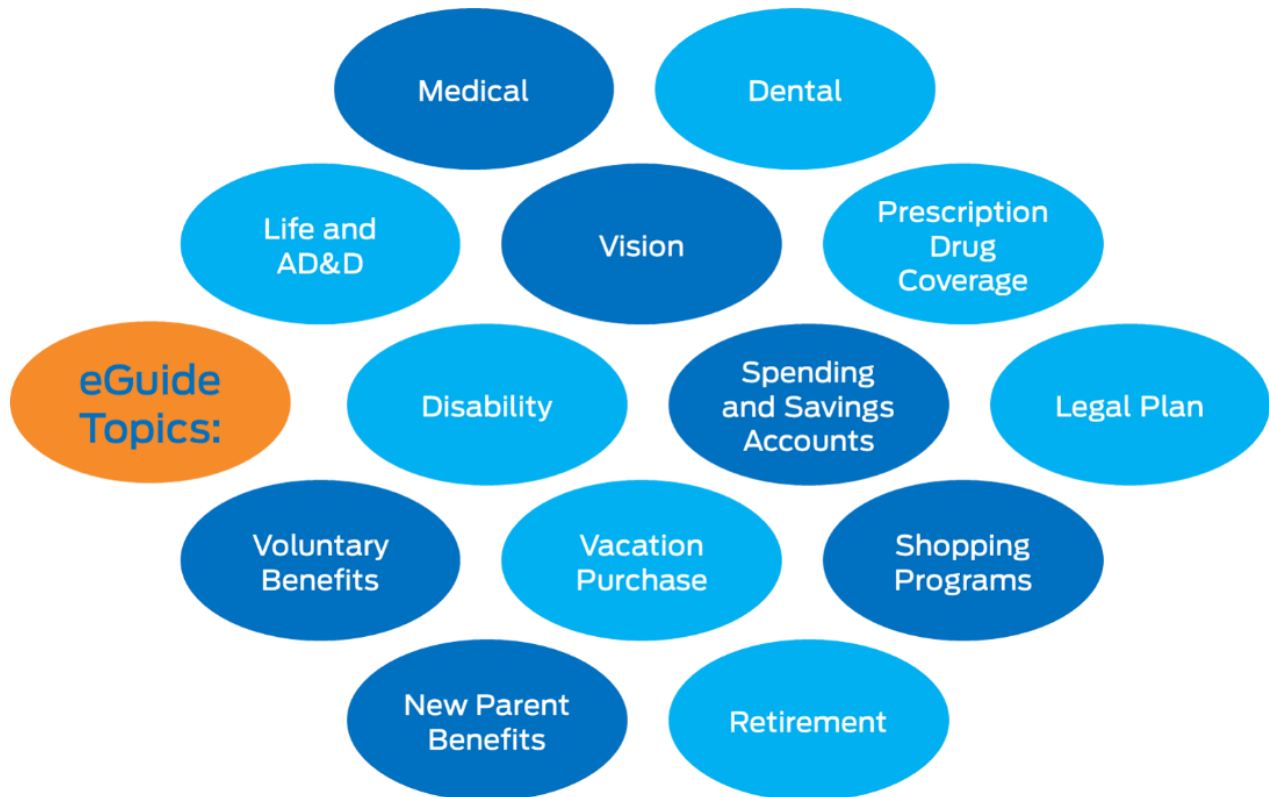 Medical
Dental
Life and
AD&D
Vision
Prescription
Drug
Coverage
eGuide
Topics:
Disability
Spending
and Savings
Accounts
Legal Plan
Voluntary
Benefits
Vacation
Purchase
Shopping
Programs
New Parent
Benefits
Retirement